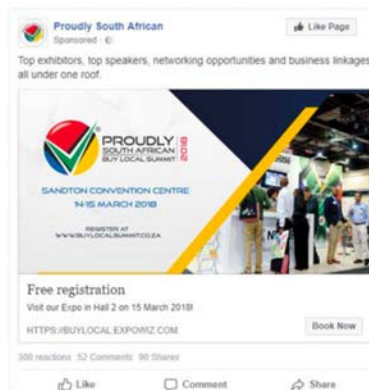 Proudly South African
Like Page
Sponsored ·
Top exhibitors, top speakers, networking opportunities and business linkages
all under one roof.
PROUDLY
SOUTH AFRICAN
BUY LOCAL SUMMIT
2018
SANDTON CONVENTION CENTRE
14-15 MARCH 2018
REGISTER AT
WWW.BUYLOCALSUMMIT.CO.ZA
Free registration
Visit our Expo in Hall 2 on 15 March 2018!
HTTPS://BUYLOCAL.EXPOWIZ.COM
Book Now
300 reactions 52 Comments 90 Shares
Like
Comment
Share